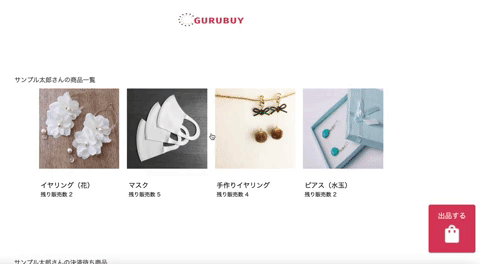 GURUBUY
サンプル太郎さんの商品一覧
イヤリング（花）
残り販売数 2
マスク
残り販売数 5
手作りイヤリング
残り販売数 4
ピアス（水玉）
残り販売数 2
出品する
サンプル太郎さんの決済待ち商品